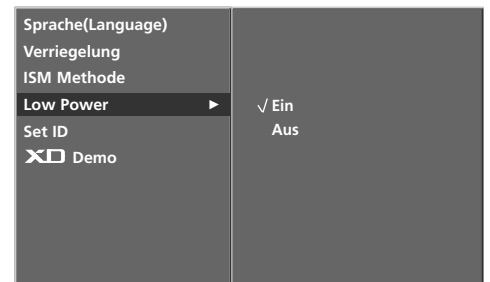 Sprache(Language)
Verriegelung
ISM Methode
Low Power ►
√ Ein
Aus
Set ID
XD Demo